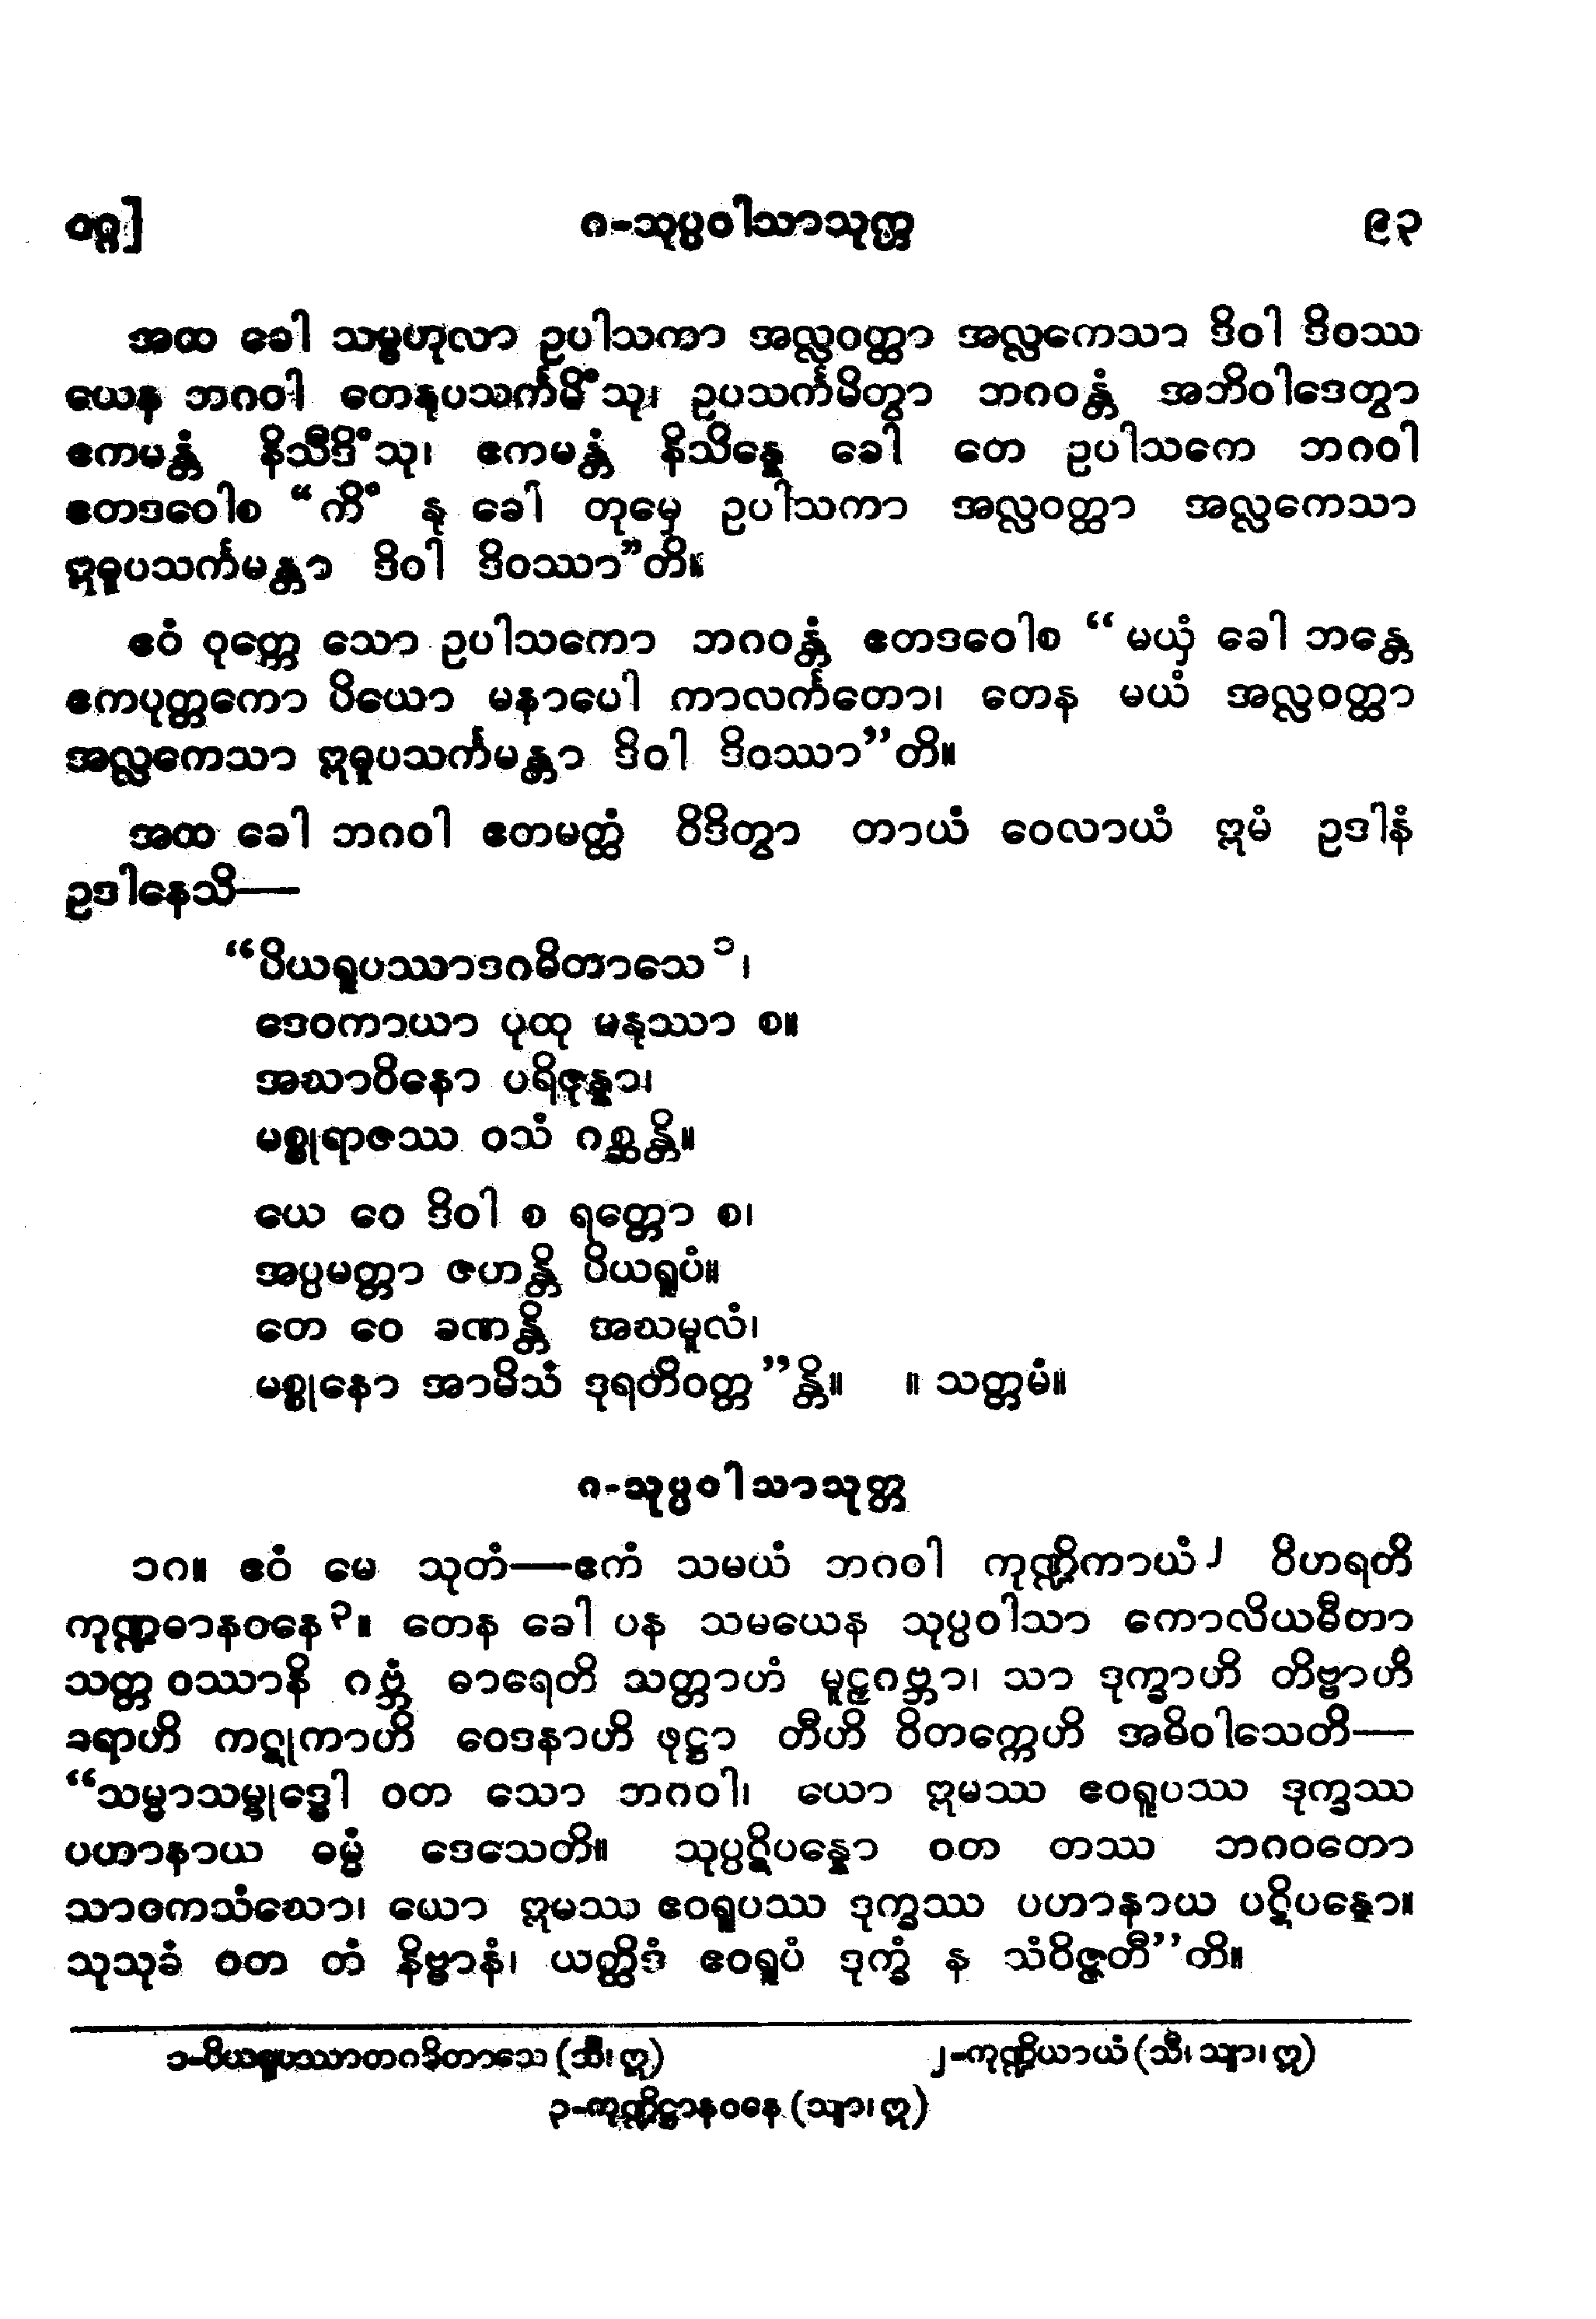 ဝဂ္ဂ]
၈-သုပ္ပဝါသာသုတ္တ
၉၃
အထ ခေါ သမ္ဗဟုလာ ဥပါသကာ အလ္လဝတ္ထာ အလ္လကေသာ ဒိဝါ ဒိဝဿ
ယေန ဘဂဝါ တေနုပသင်္ကမိံသု၊ ဥပသင်္ကမိတွာ ဘဂဝန္တံ အဘိဝါဒေတွာ
ဧကမန္တံ နိသီဒိံသု၊ ဧကမန္တံ နိသိန္နေ ခေါ တေ ဥပါသကေ ဘဂဝါ
ဧတဒဝေါစ “ကိံ နု ခေါ တုမှေ ဥပါသကာ အလ္လဝတ္ထာ အလ္လကေသာ
ဣဓူပသင်္ကမန္တာ ဒိဝါ ဒိဝဿာ”တိ။
ဧဝံ ဝုတ္တေ သော ဥပါသကော ဘဂဝန္တံ ဧတဒဝေါစ “မယှံ ခေါ ဘန္တေ
ဧကပုတ္တကော ပိယော မနာပေါ ကာလင်္ကတော၊ တေန မယံ အလ္လဝတ္ထာ
အလ္လကေသာ ဣဓူပသင်္ကမန္တာ ဒိဝါ ဒိဝဿာ”တိ။
အထ ခေါ ဘဂဝါ ဧတမတ္ထံ ဝိဒိတွာ တာယံ ဝေလာယံ ဣမံ ဥဒါနံ
ဥဒါနေသိ—
“ပိယရူပဿာဒဂဓိတာသေ ၁၊
ဒေဝကာယာ ပုထု မနုဿာ စ။
အဃာဝိနော ပရိဇုန္နာ၊
မစ္စုရာဇဿ ဝသံ ဂစ္ဆန္တိ။
ယေ ဝေ ဒိဝါ စ ရတ္တော စ၊
အပ္ပမတ္တာ ဇဟန္တိ ပိယရူပံ။
တေ ဝေ ခဏန္တိ အဃမူလံ၊
မစ္စုနော အာမိသံ ဒုရတိဝတ္တ”န္တိ။ ။ သတ္တမံ။
၈-သုပ္ပဝါသာသုတ္တ
၁၈။ ဧဝံ မေ သုတံ—ဧကံ သမယံ ဘဂဝါ ကုဏ္ဍိကာယံ၂ ဝိဟရတိ
ကုဏ္ဍဓာနဝနေ၃။ တေန ခေါ ပန သမယေန သုပ္ပဝါသာ ကောလိယဓီတာ
သတ္တ ဝဿာနိ ဂဗ္ဘံ ဓာရေတိ သတ္တာဟံ မူဠှဂဗ္ဘာ၊ သာ ဒုက္ခာဟိ တိဗ္ဗာဟိ
ခရာဟိ ကဋုကာဟိ ဝေဒနာဟိ ဖုဋ္ဌာ တီဟိ ဝိတက္ကေဟိ အဓိဝါသေတိ—
“သမ္မာသမ္ဗုဒ္ဓေါ ဝတ သော ဘဂဝါ၊ ယော ဣမဿ ဧဝရူပဿ ဒုက္ခဿ
ပဟာနာယ ဓမ္မံ ဒေသေတိ။ သုပ္ပဋိပန္နော ဝတ တဿ ဘဂဝတော
သာဝကသံဃော၊ ယော ဣမဿ ဧဝရူပဿ ဒုက္ခဿ ပဟာနာယ ပဋိပန္နော။
သုသုခံ ဝတ တံ နိဗ္ဗာနံ၊ ယတ္ထိဒံ ဧဝရူပံ ဒုက္ခံ န သံဝိဇ္ဇတီ”တိ။
၁-ပိယရူပဿာတဂဓိတာသေ (သီ၊ ဣ)
၂-ကုဏ္ဍိယာယံ (သီ၊ သျာ၊ ဣ)
၃-ကုဏ္ဍိဋ္ဌာနဝနေ (သျာ၊ ဣ)